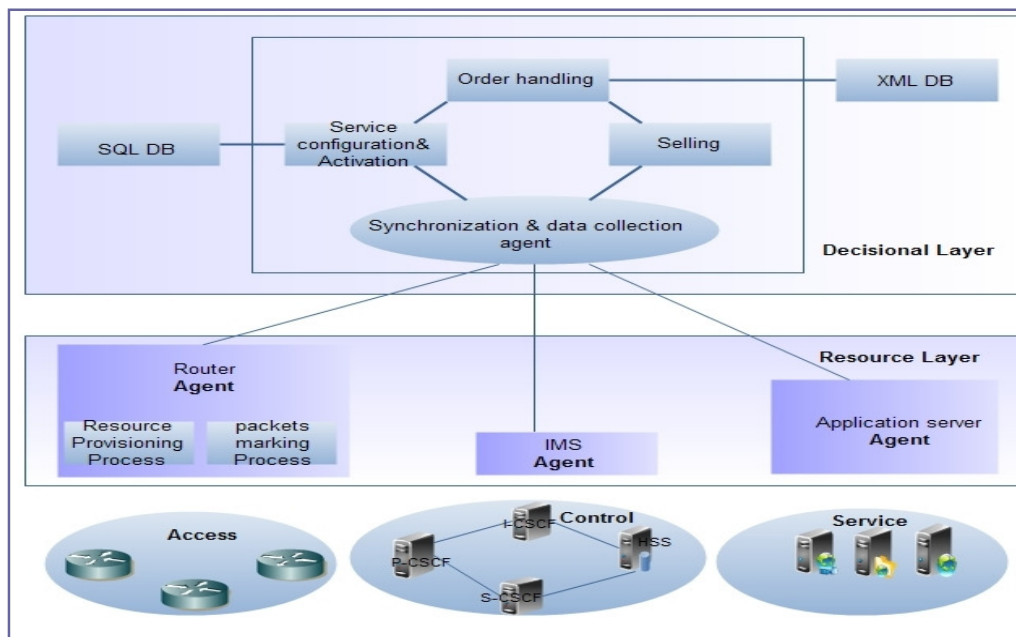 Order handling
XML DB
SQL DB
Service
configuration&
Activation
Selling
Synchronization & data collection
agent
Decisional Layer
Resource Layer
Router
Agent
Resource
Provisioning
Process
packets
marking
Process
IMS
Agent
Application server
Agent
Access
Control
I-CSCF
P-CSCF
HSS
S-CSCF
Service